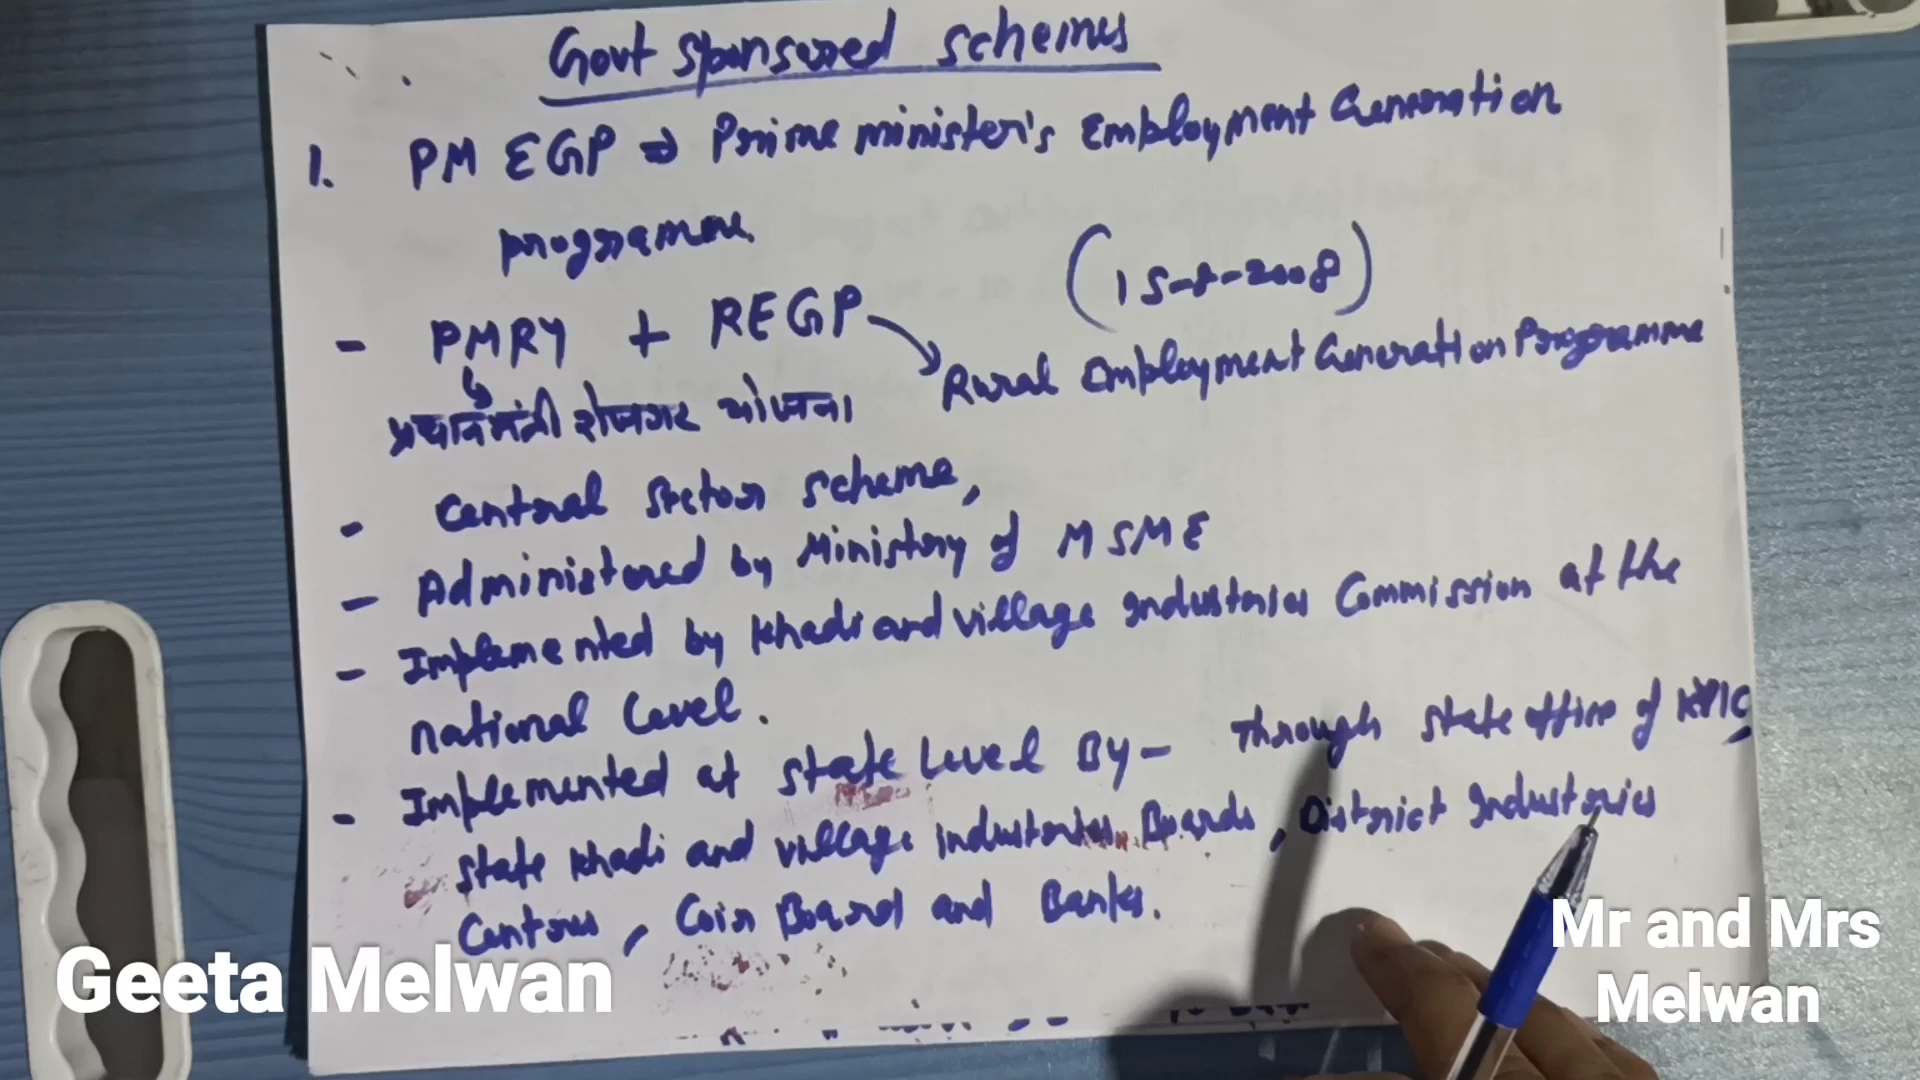 Govt Sponsored schemes
1. PM EGP ⇒ Prime minister's Employment Generation
programme
(15-8-2008)
- PMRY + REGP
Rural Employment Generation Programme
प्रधानमंत्री रोजगार योजना
- Central Sector Scheme,
- Administered by Ministry of MSME
- Implemented by Khadi and village Industries Commission at the
national Level.
- Implemented at state Level By- Through state office of KVIC,
state Khadi and village industries Boards, District Industries
Centres, Coir Board and Banks.
Geeta Melwan
Mr and Mrs
Melwan